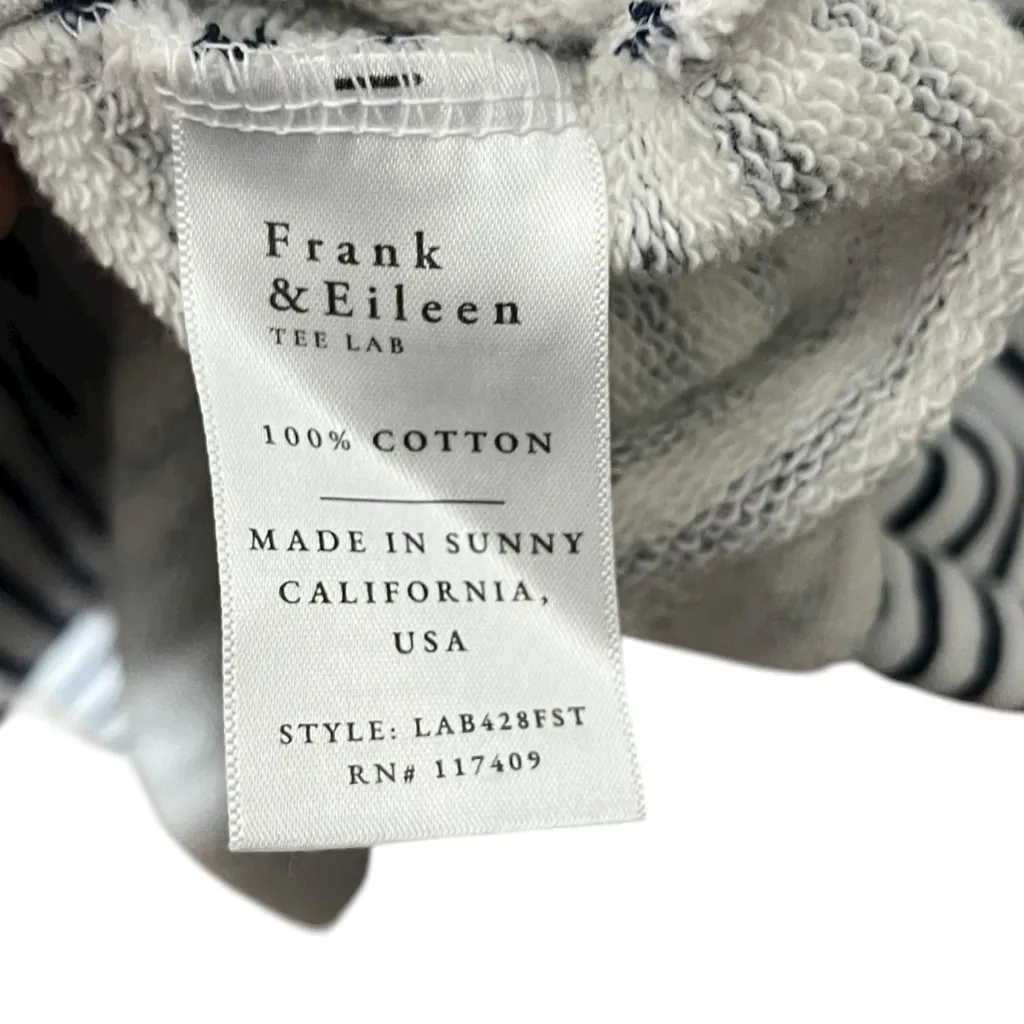 Frank
& Eileen
TEE LAB
100% COTTON
MADE IN SUNNY
CALIFORNIA,
USA
STYLE: LAB428FST
RN# 117409